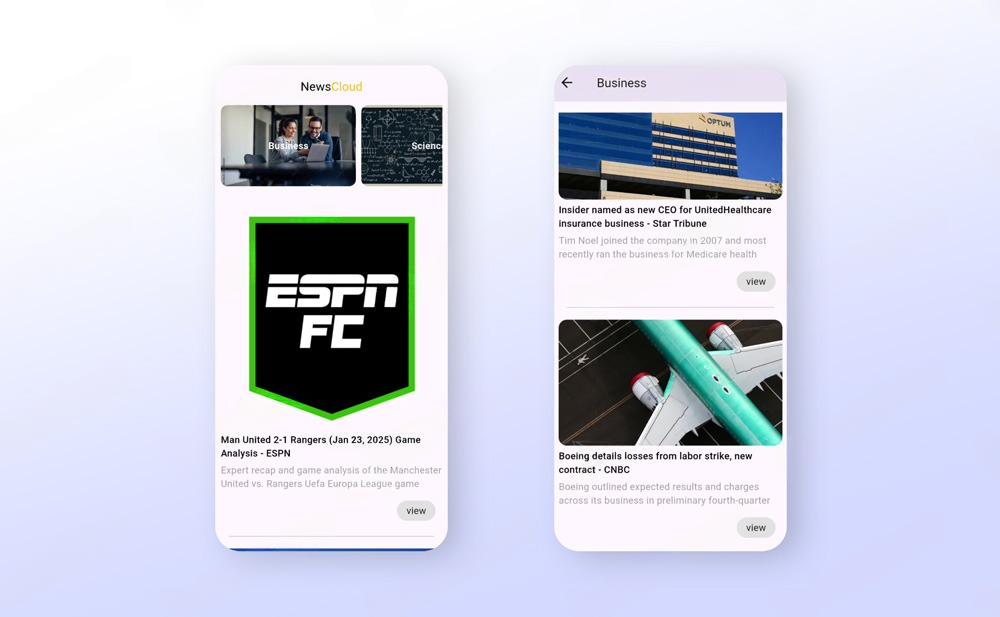 NewsCloud
Business
Science
ESPN
FC
Man United 2-1 Rangers (Jan 23, 2025) Game
Analysis - ESPN
Expert recap and game analysis of the Manchester
United vs. Rangers Uefa Europa League game
view
Business
OPTUM
Insider named as new CEO for UnitedHealthcare
insurance business - Star Tribune
Tim Noel joined the company in 2007 and most
recently ran the business for Medicare health
view
Boeing details losses from labor strike, new
contract - CNBC
Boeing outlined expected results and charges
across its business in preliminary fourth-quarter
view